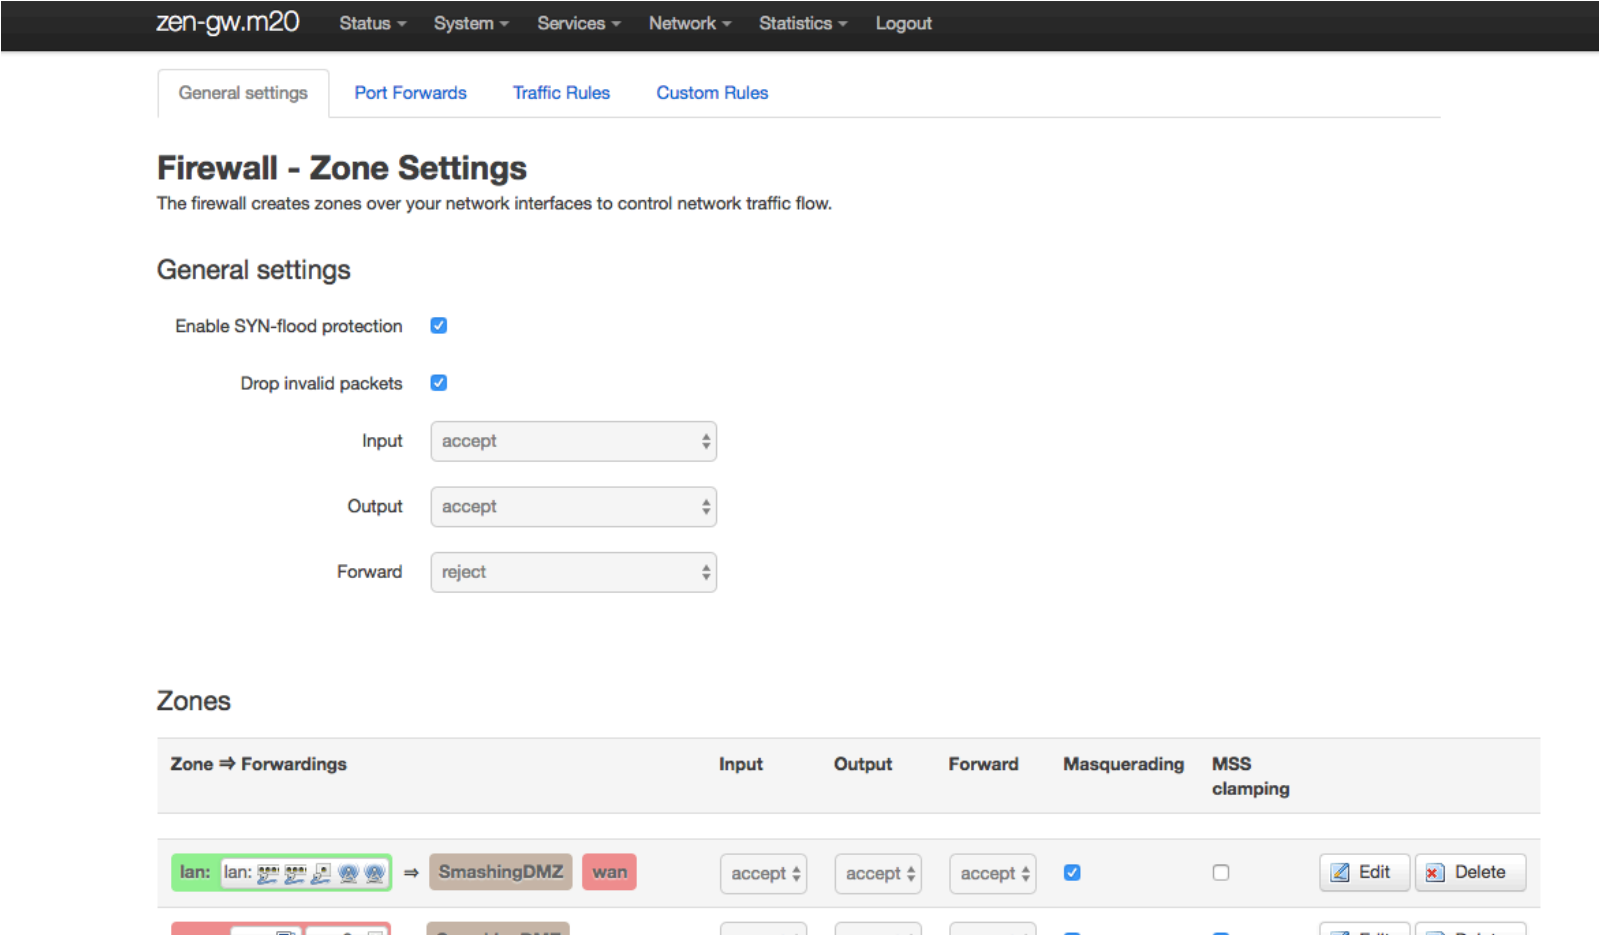 zen-gw.m20 Status System Services Network Statistics Logout
General settings Port Forwards Traffic Rules Custom Rules
Firewall - Zone Settings
The firewall creates zones over your network interfaces to control network traffic flow.
General settings
Enable SYN-flood protection
Drop invalid packets
Input accept
Output accept
Forward reject
Zones
Zone ⇒ Forwardings Input Output Forward Masquerading MSS clamping
lan: lan: ⇒ SmashingDMZ wan accept accept accept Edit Delete